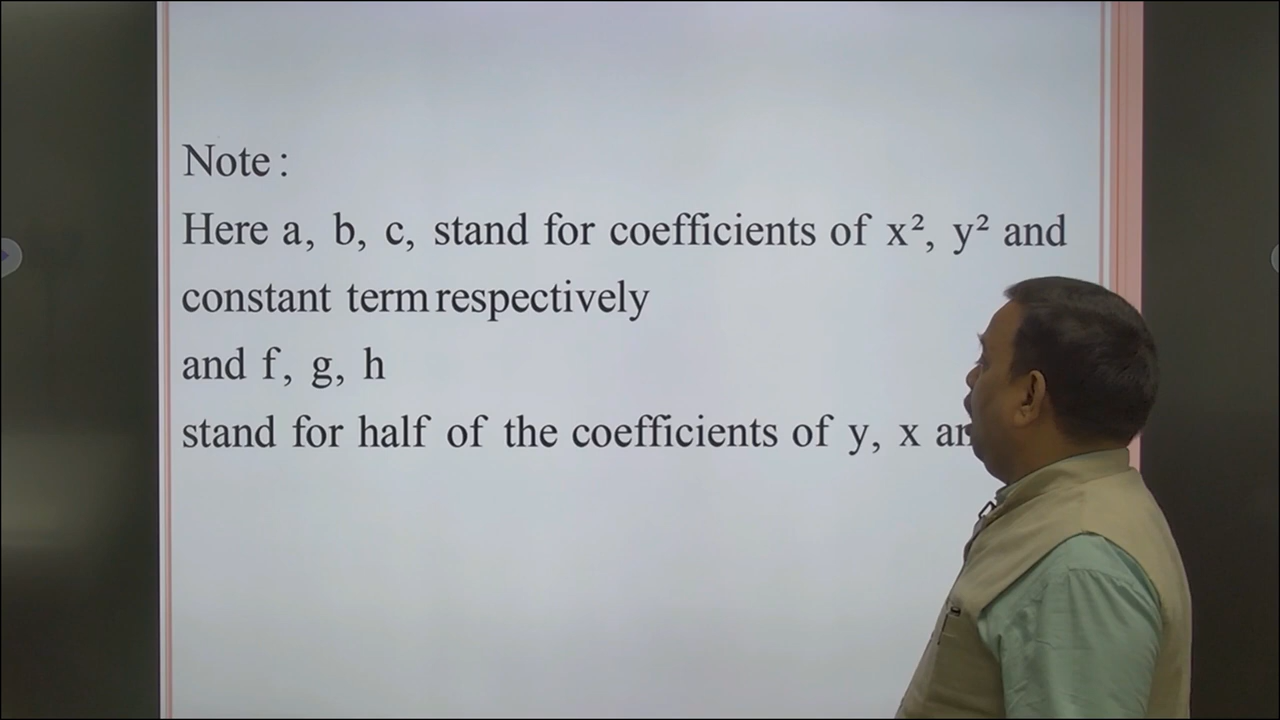 Note :
Here a, b, c, stand for coefficients of x², y² and
constant term respectively
and f, g, h
stand for half of the coefficients of y, x